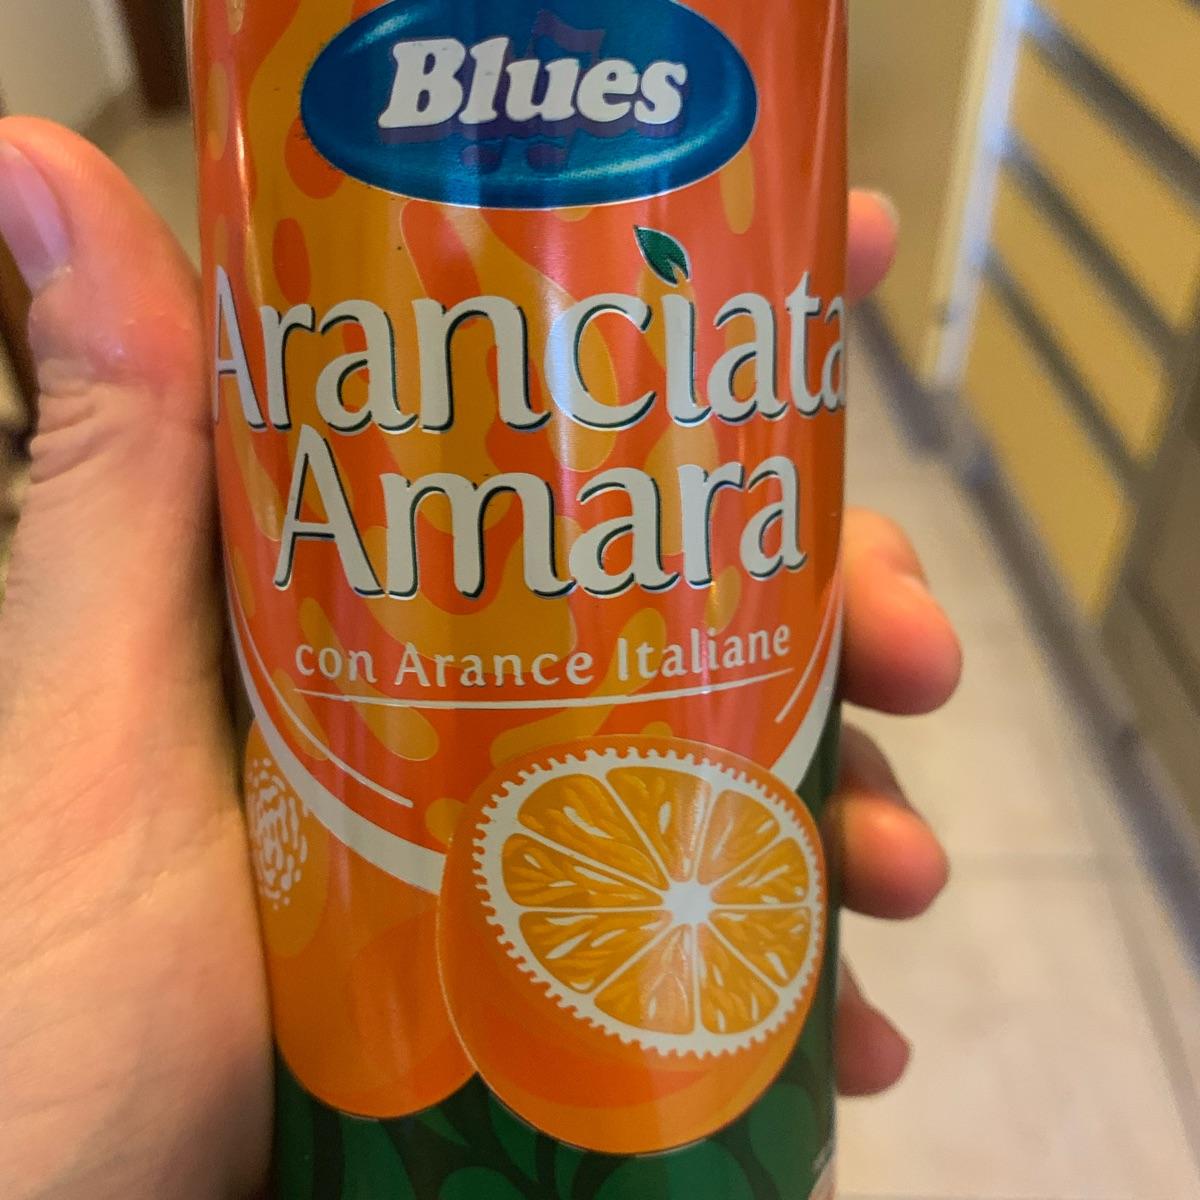 Blues
Aranciata
Amara
con Arance Italiane